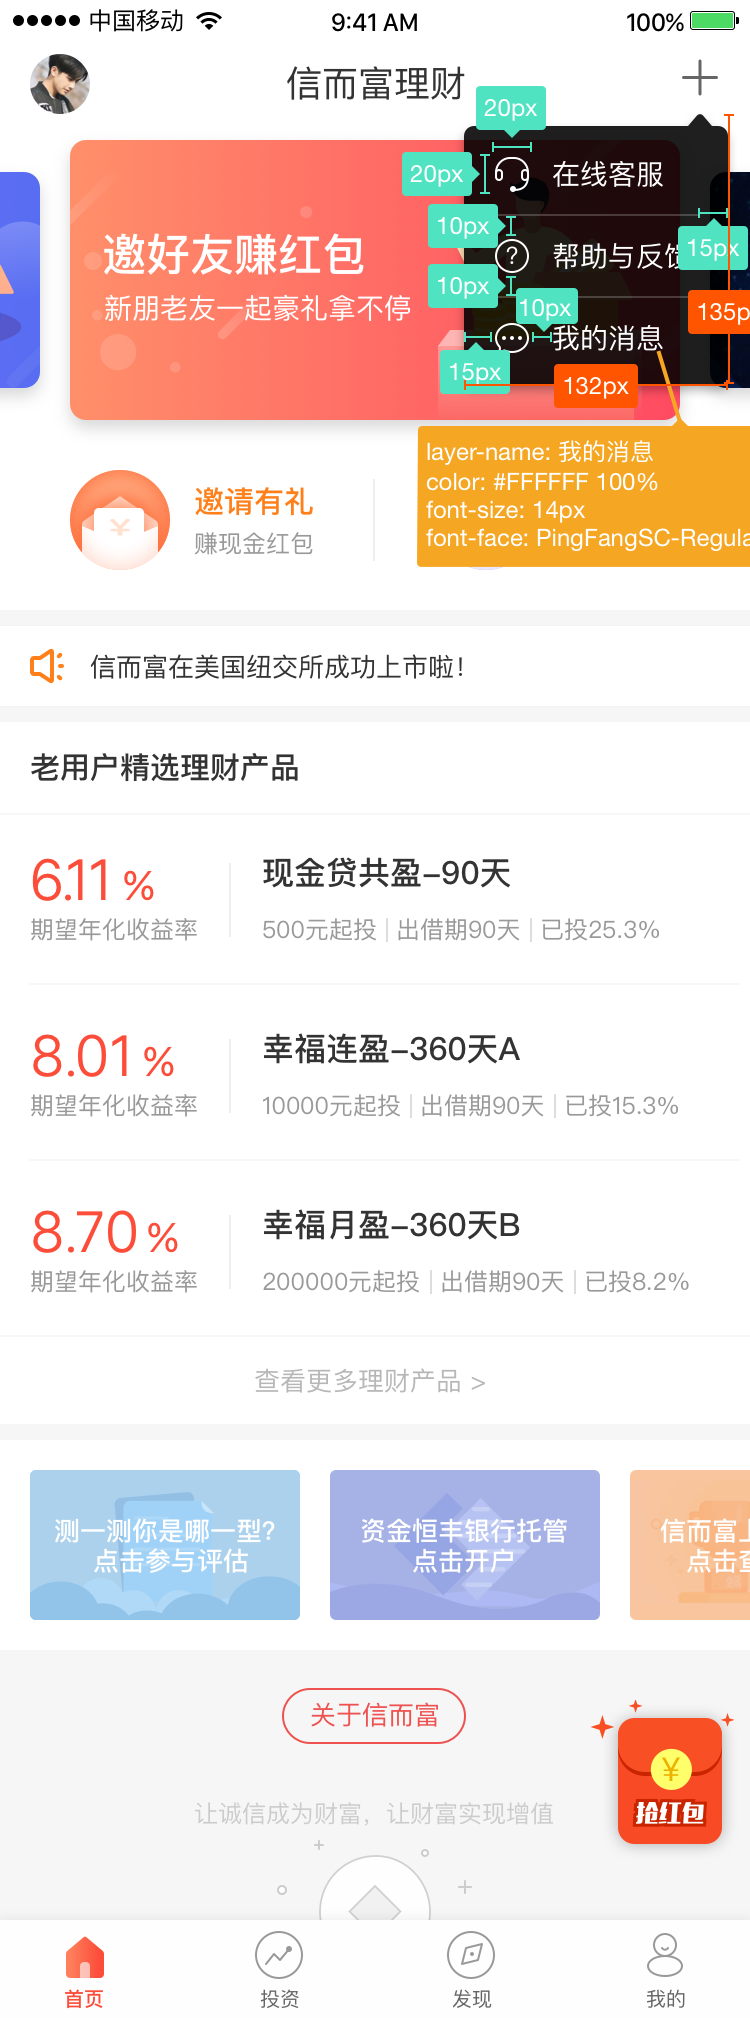 中国移动
9:41 AM
100%
信而富理财
20px
20px
在线客服
邀好友赚红包
10px
帮助与反馈
15px
新朋老友一起豪礼拿不停
10px
10px
135p
我的消息
15px
132px
layer-name: 我的消息
color: #FFFFFF 100%
font-size: 14px
font-face: PingFangSC-Regula
邀请有礼
赚现金红包
信而富在美国纽交所成功上市啦!
老用户精选理财产品
6.11 %
现金贷共盈-90天
期望年化收益率
500元起投 | 出借期90天 | 已投25.3%
8.01 %
幸福连盈-360天A
期望年化收益率
10000元起投 | 出借期90天 | 已投15.3%
8.70 %
幸福月盈-360天B
期望年化收益率
200000元起投 | 出借期90天 | 已投8.2%
查看更多理财产品 >
测一测你是哪一型?
点击参与评估
资金恒丰银行托管
点击开户
信而富上
点击查
关于信而富
¥
抢红包
让诚信成为财富，让财富实现增值
首页
投资
发现
我的